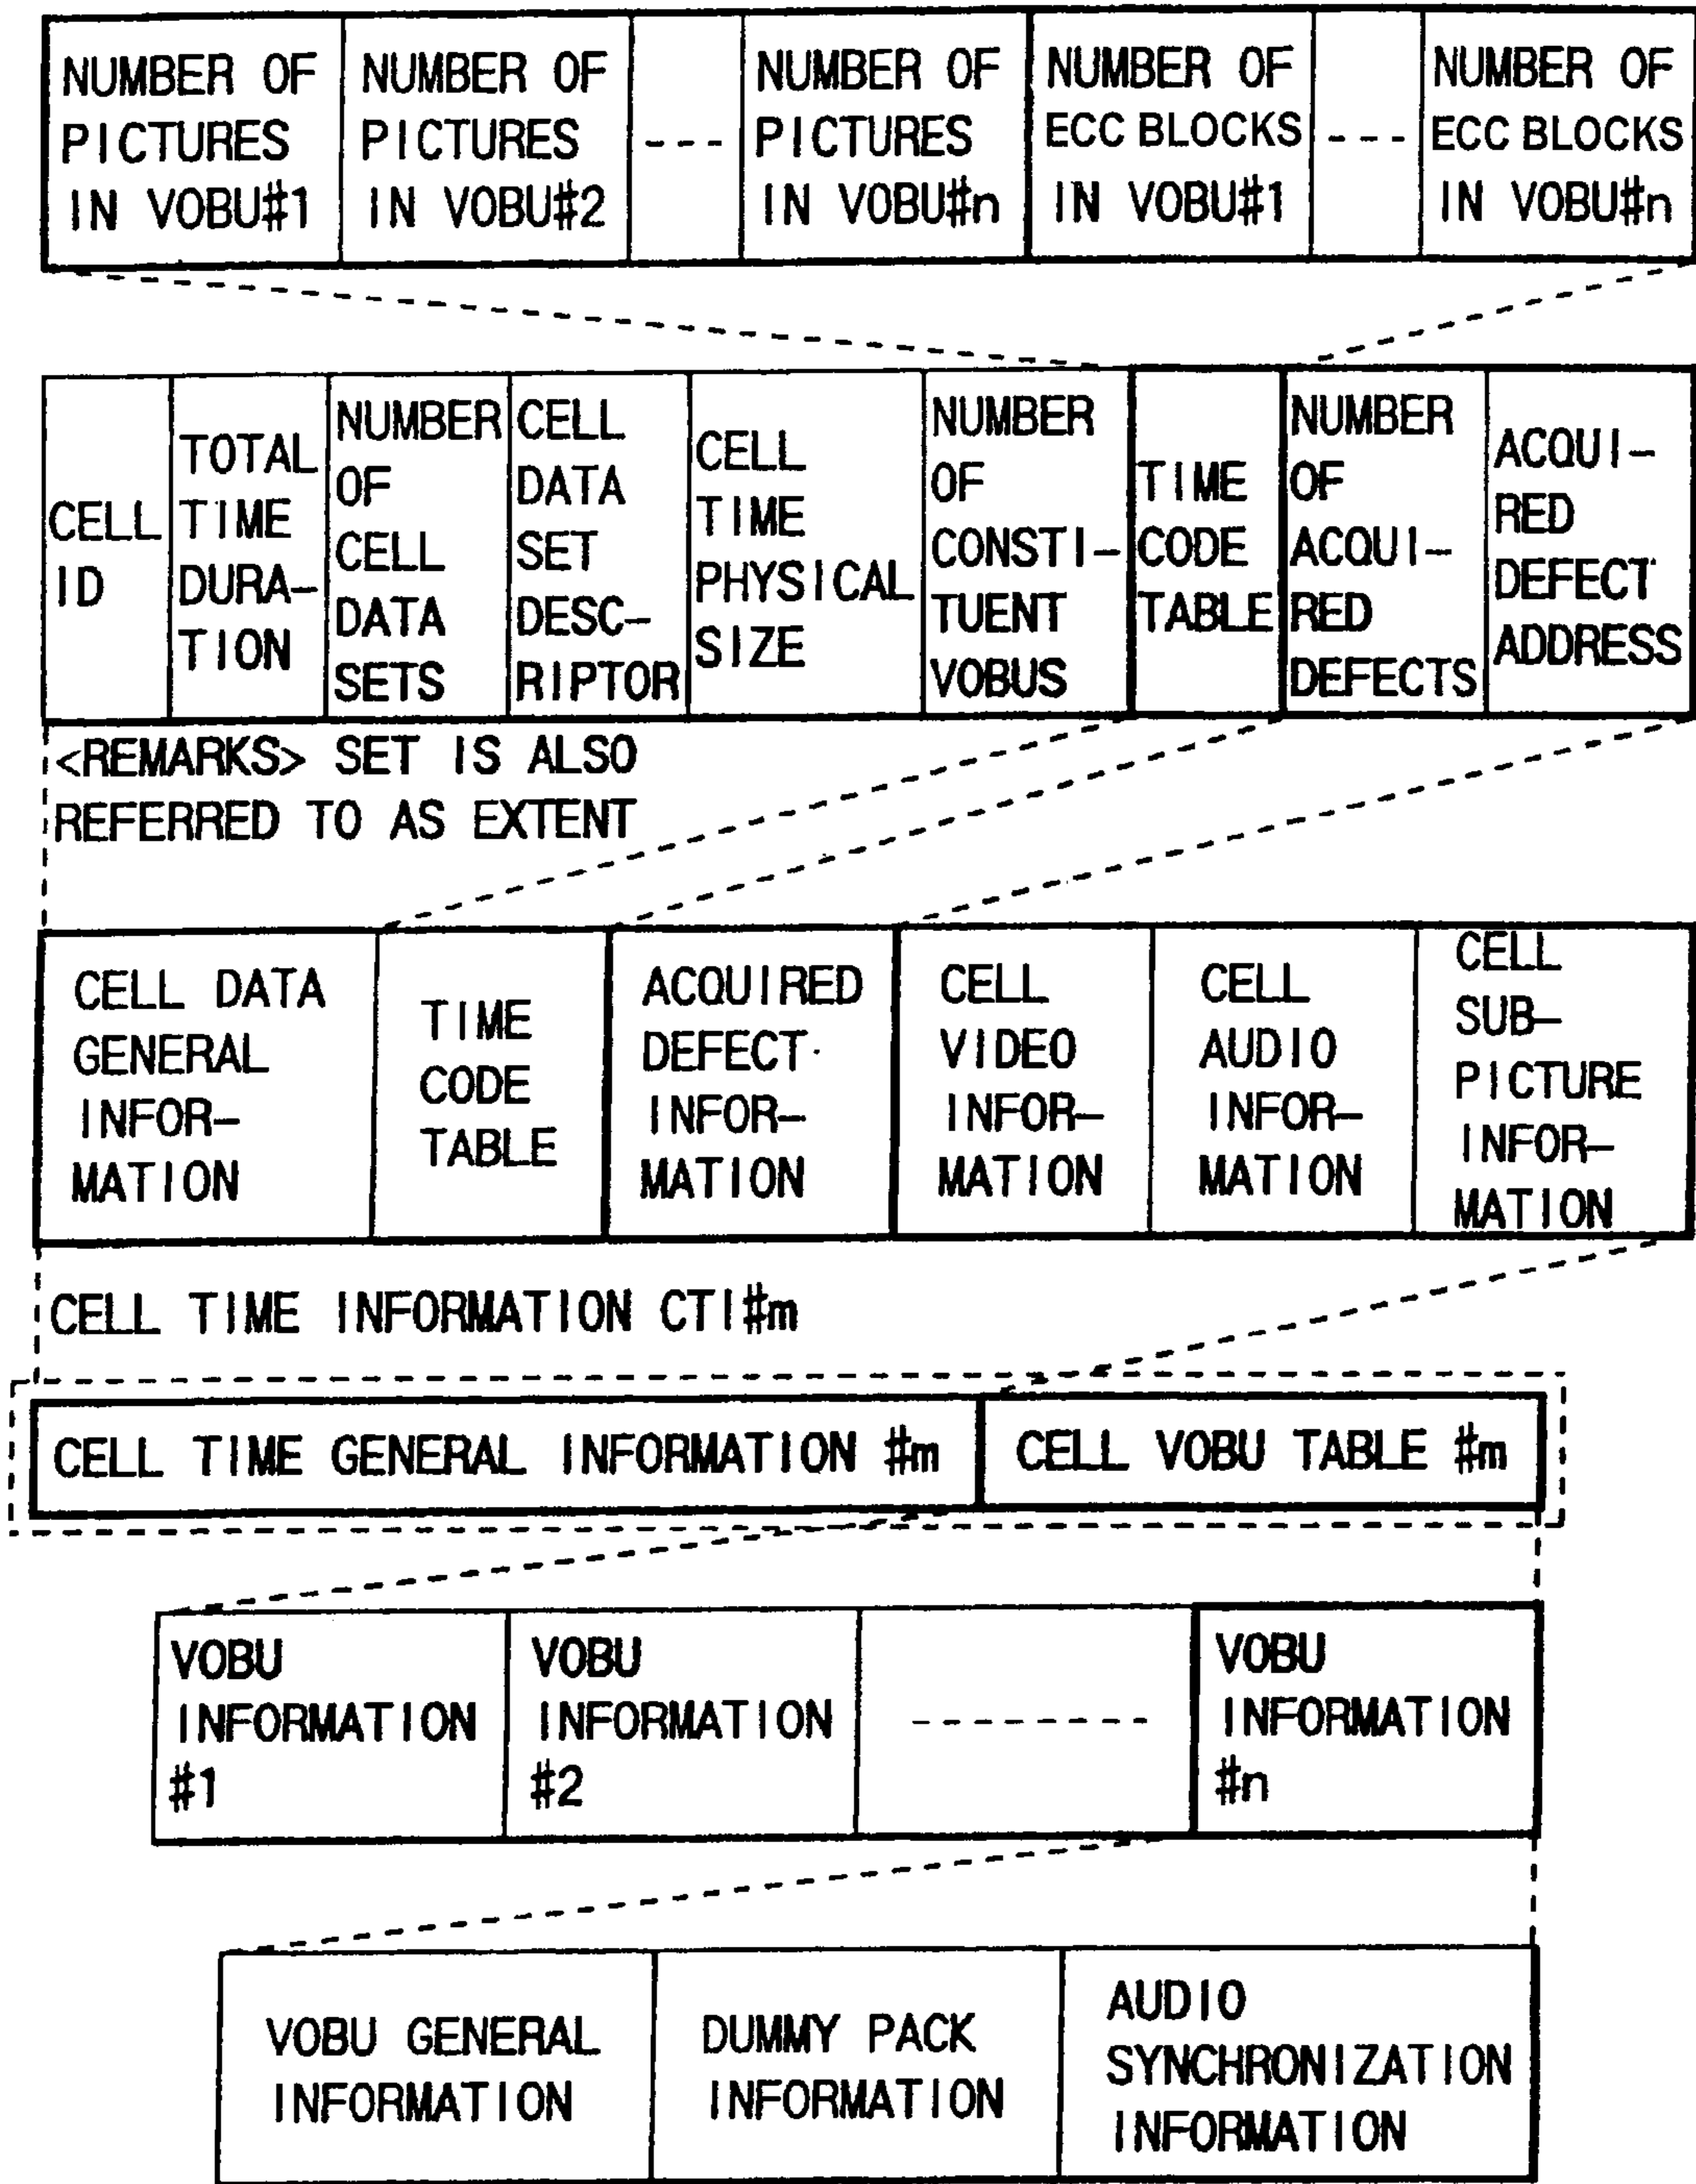 NUMBER OF
PICTURES
IN VOBU#1
NUMBER OF
PICTURES
IN VOBU#2
---
NUMBER OF
PICTURES
IN VOBU#n
NUMBER OF
ECC BLOCKS
IN VOBU#1
---
NUMBER OF
ECC BLOCKS
IN VOBU#n
CELL
ID
TOTAL
TIME
DURA-
TION
NUMBER
OF
CELL
DATA
SETS
CELL
DATA
SET
DESC-
RIPTOR
CELL
TIME
PHYSICAL
SIZE
NUMBER
OF
CONSTI-
TUENT
VOBUS
TIME
CODE
TABLE
NUMBER
OF
ACQUI-
RED
DEFECTS
ACQUI-
RED
DEFECT
ADDRESS
<REMARKS> SET IS ALSO
REFERRED TO AS EXTENT
CELL DATA
GENERAL
INFOR-
MATION
TIME
CODE
TABLE
ACQUIRED
DEFECT
INFOR-
MATION
CELL
VIDEO
INFOR-
MATION
CELL
AUDIO
INFOR-
MATION
CELL
SUB-
PICTURE
INFOR-
MATION
CELL TIME INFORMATION CTI#m
CELL TIME GENERAL INFORMATION #m
CELL VOBU TABLE #m
VOBU
INFORMATION
#1
VOBU
INFORMATION
#2
---------
VOBU
INFORMATION
#n
VOBU GENERAL
INFORMATION
DUMMY PACK
INFORMATION
AUDIO
SYNCHRONIZATION
INFORMATION